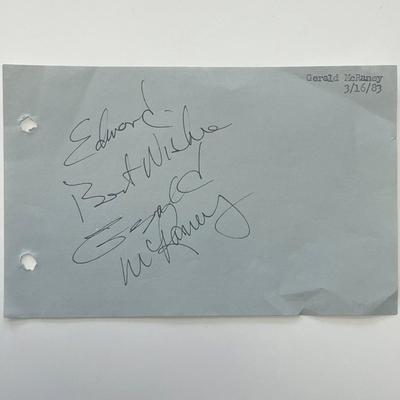 Gerald McRaney
3/16/83
Edward -
Best Wishes
Gerald
McRaney